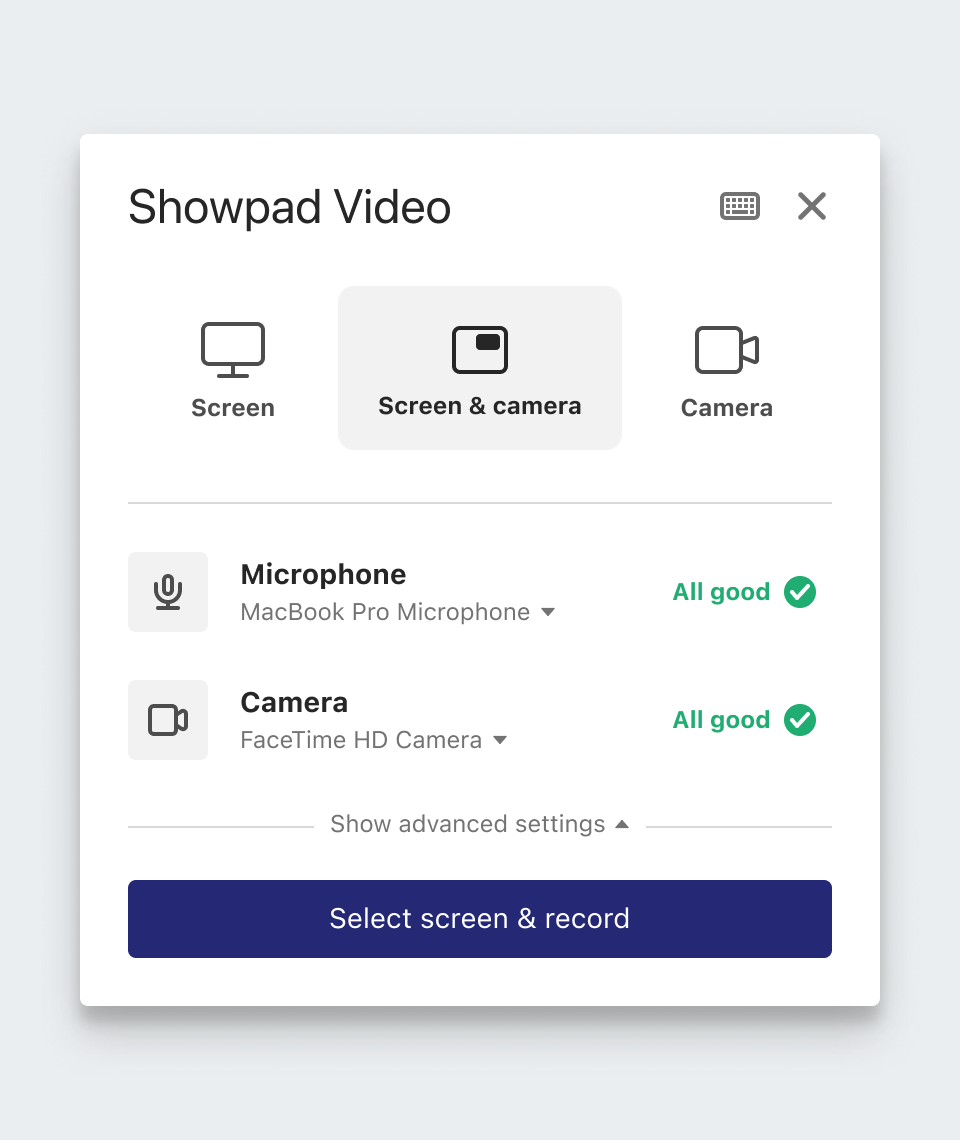 Showpad Video
Screen
Screen & camera
Camera
Microphone
MacBook Pro Microphone
All good
Camera
FaceTime HD Camera
All good
Show advanced settings
Select screen & record